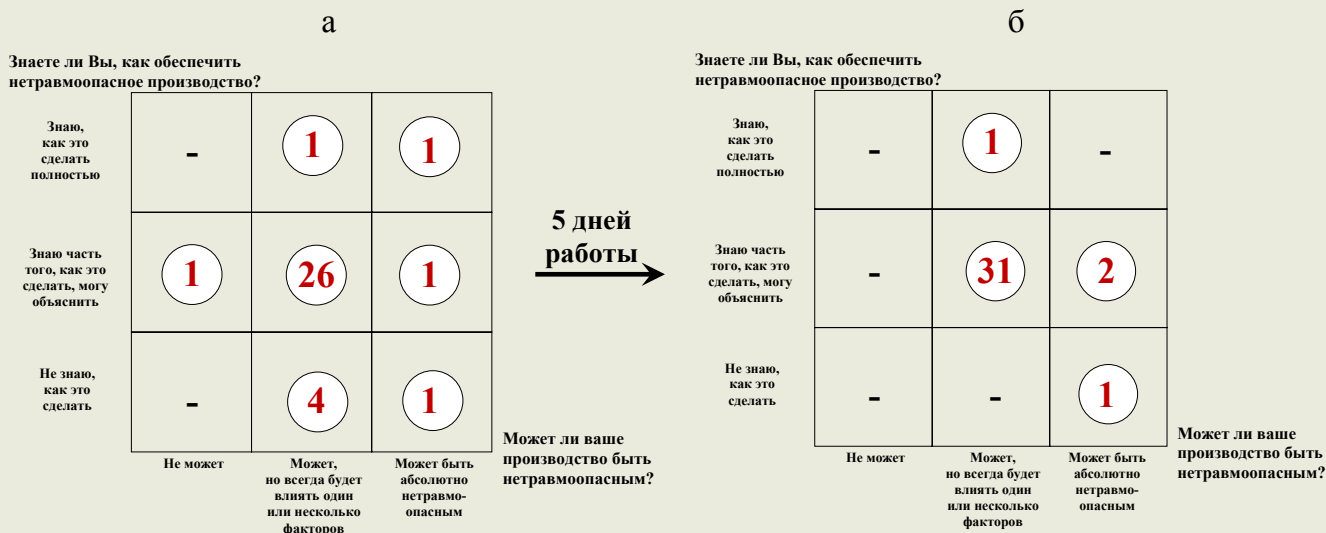 а
Знаете ли Вы, как обеспечить
нетравмоопасное производство?
Знаю,
как это
сделать
полностью
-
1
1
Знаю часть
того, как это
сделать, могу
объяснить
1
26
1
Не знаю,
как это
сделать
-
4
1
Не может
Может,
но всегда будет
влиять один
или несколько
факторов
Может быть
абсолютно
нетравмо-
опасным
Может ли ваше
производство быть
нетравмоопасным?
5 дней
работы
б
Знаете ли Вы, как обеспечить
нетравмоопасное производство?
Знаю,
как это
сделать
полностью
-
1
-
Знаю часть
того, как это
сделать, могу
объяснить
-
31
2
Не знаю,
как это
сделать
-
-
1
Не может
Может,
но всегда будет
влиять один
или несколько
факторов
Может быть
абсолютно
нетравмо-
опасным
Может ли ваше
производство быть
нетравмоопасным?